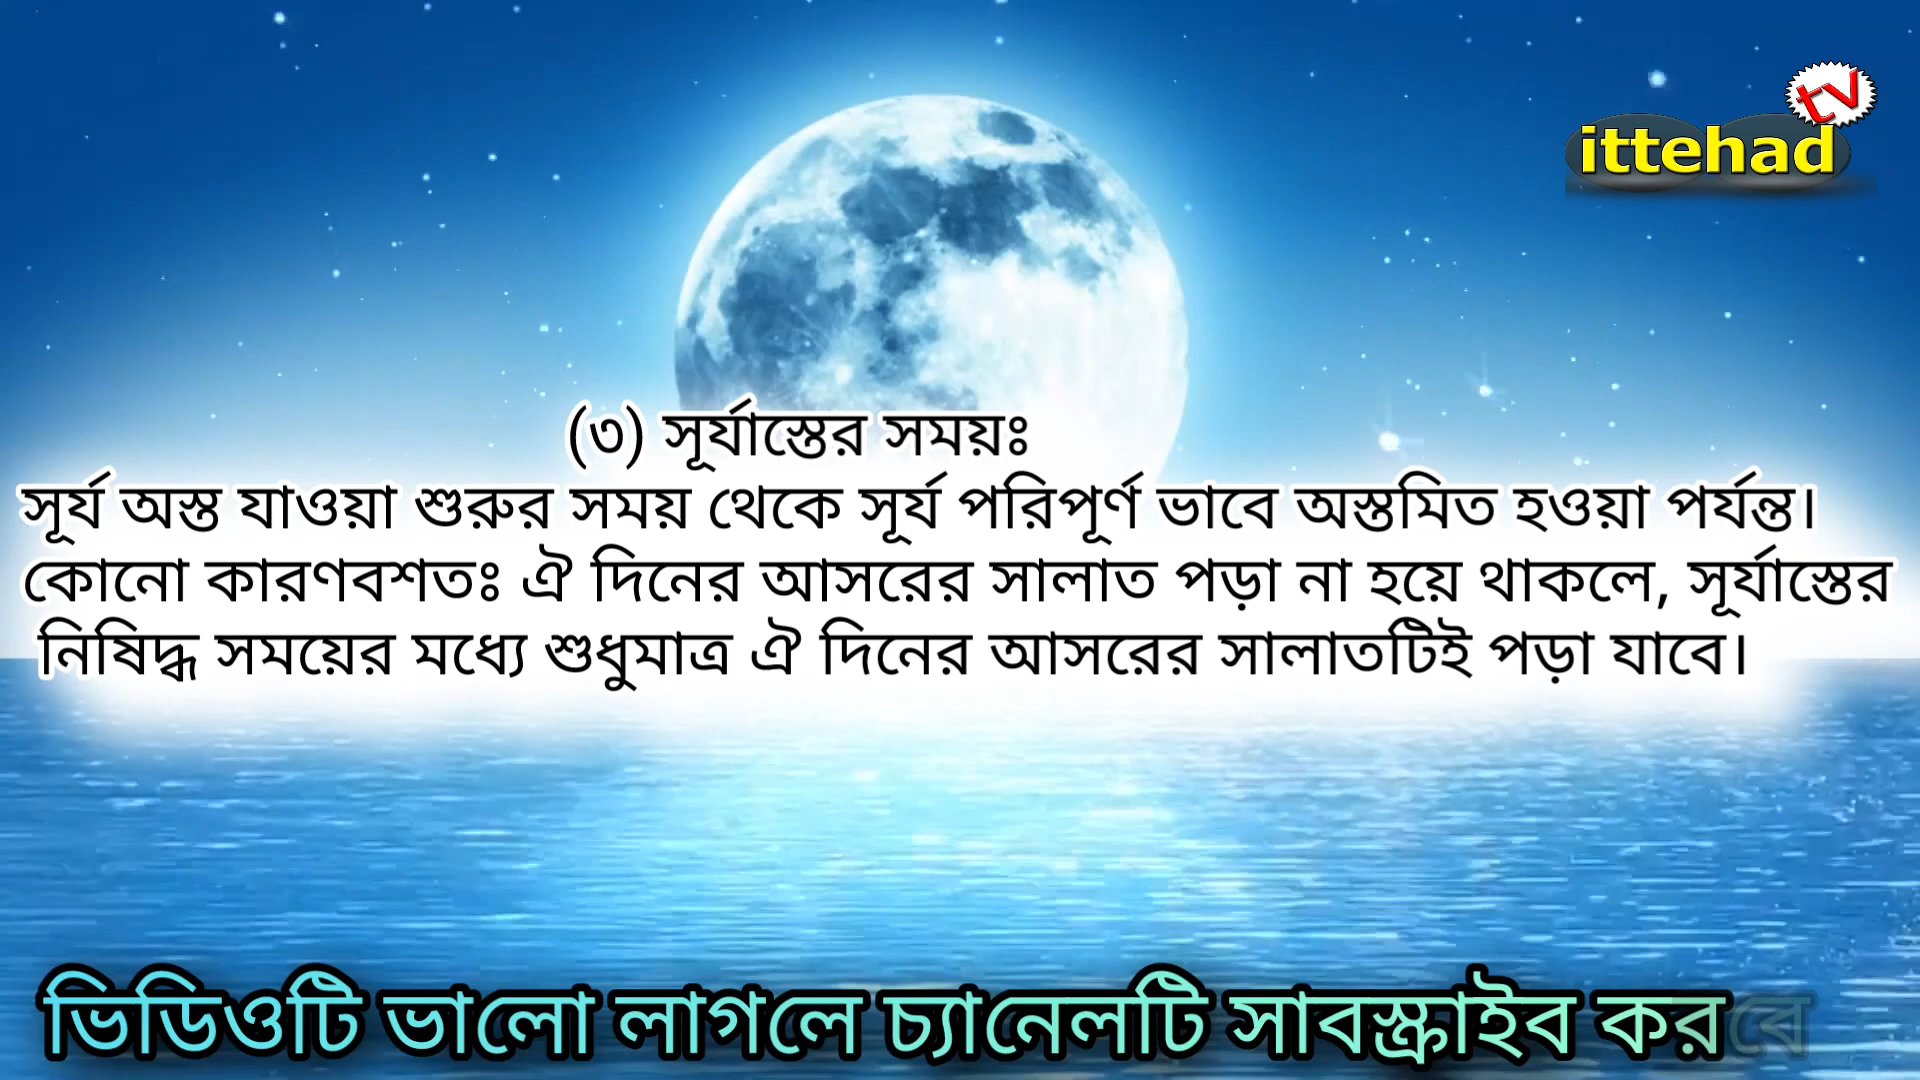 tv
ittehad
(৩) সূর্যাস্তের সময়ঃ
সূর্য অস্ত যাওয়া শুরুর সময় থেকে সূর্য পরিপূর্ণ ভাবে অস্তমিত হওয়া পর্যন্ত।
কোনো কারণবশতঃ ঐ দিনের আসরের সালাত পড়া না হয়ে থাকলে, সূর্যাস্তের
নিষিদ্ধ সময়ের মধ্যে শুধুমাত্র ঐ দিনের আসরের সালাতটিই পড়া যাবে।
ভিডিওটি ভালো লাগলে চ্যানেলটি সাবস্ক্রাইব করবে